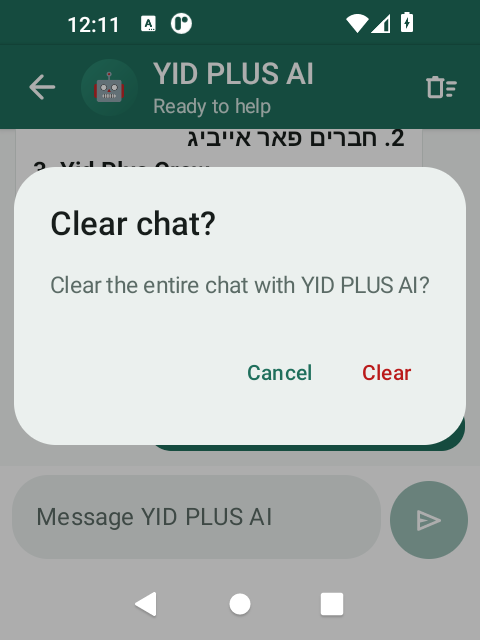 12:11
YID PLUS AI
Ready to help
2. חברים פאר אייביג
Clear chat?
Clear the entire chat with YID PLUS AI?
Cancel
Clear
Message YID PLUS AI